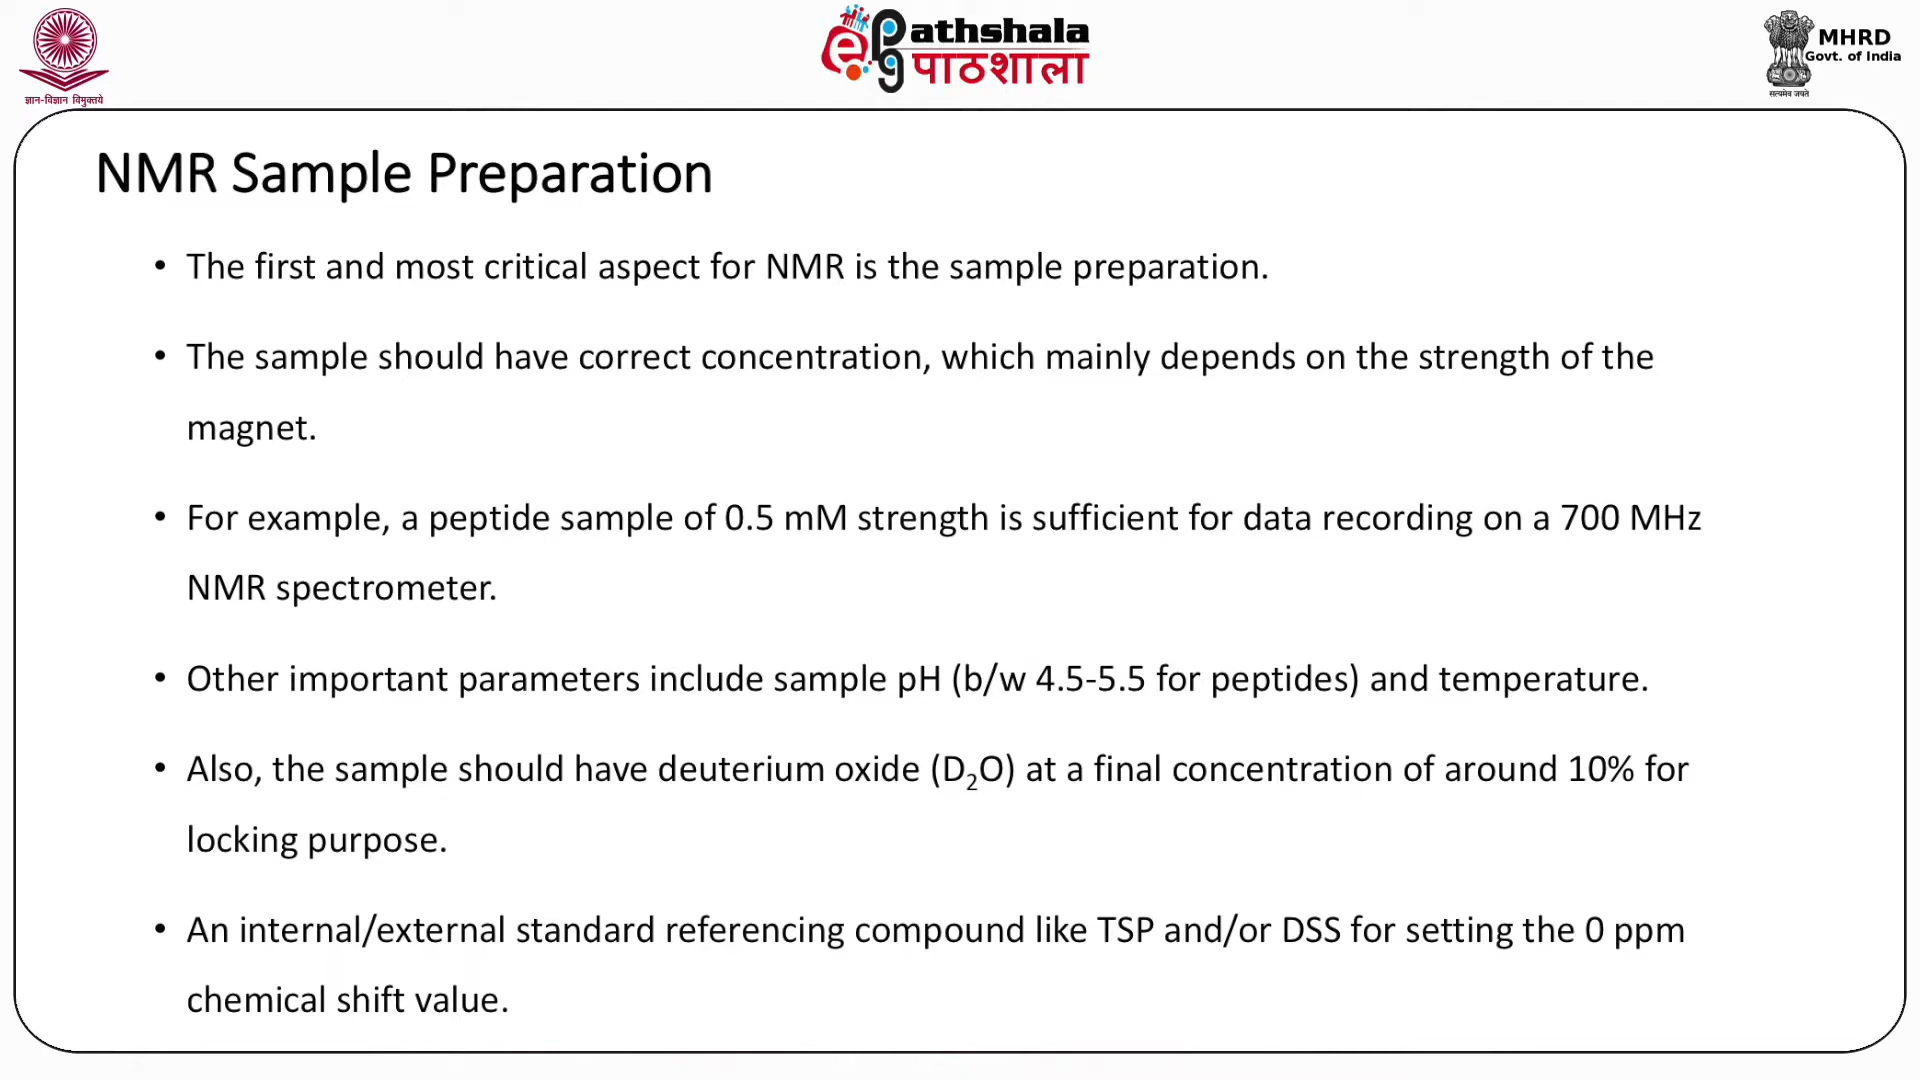 ज्ञान-विज्ञान विमुक्तये
e
Pathshala
पाठशाला
MHRD
Govt. of India
सत्यमेव जयते
NMR Sample Preparation
• The first and most critical aspect for NMR is the sample preparation.
• The sample should have correct concentration, which mainly depends on the strength of the
magnet.
• For example, a peptide sample of 0.5 mM strength is sufficient for data recording on a 700 MHz
NMR spectrometer.
• Other important parameters include sample pH (b/w 4.5-5.5 for peptides) and temperature.
• Also, the sample should have deuterium oxide (D₂O) at a final concentration of around 10% for
locking purpose.
• An internal/external standard referencing compound like TSP and/or DSS for setting the 0 ppm
chemical shift value.